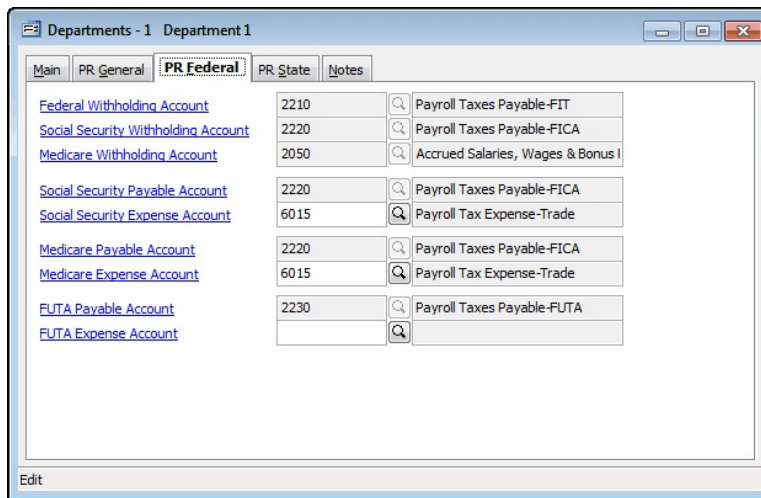 Departments - 1 Department 1
Main PR General PR Federal PR State Notes
Federal Withholding Account 2210 Payroll Taxes Payable-FIT
Social Security Withholding Account 2220 Payroll Taxes Payable-FICA
Medicare Withholding Account 2050 Accrued Salaries, Wages & Bonus
Social Security Payable Account 2220 Payroll Taxes Payable-FICA
Social Security Expense Account 6015 Payroll Tax Expense-Trade
Medicare Payable Account 2220 Payroll Taxes Payable-FICA
Medicare Expense Account 6015 Payroll Tax Expense-Trade
FUTA Payable Account 2230 Payroll Taxes Payable-FUTA
FUTA Expense Account
Edit